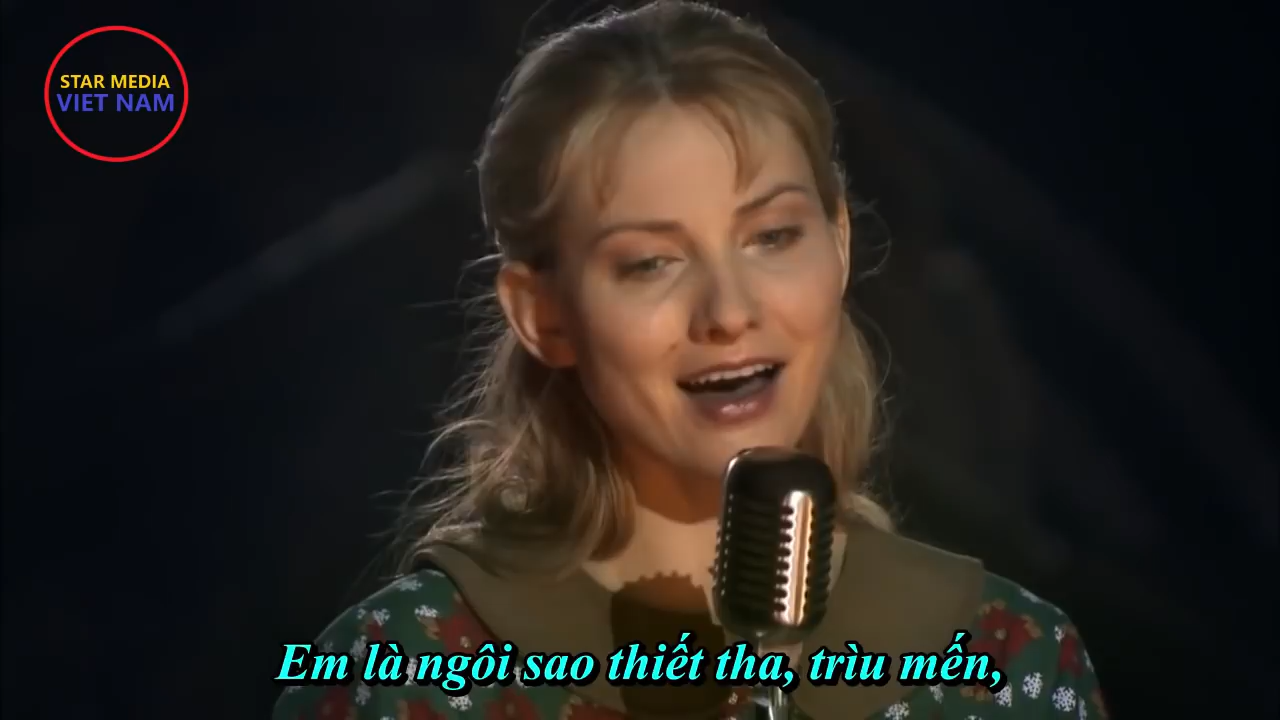 STAR MEDIA
VIET NAM
Em là ngôi sao thiết tha, trìu mến,